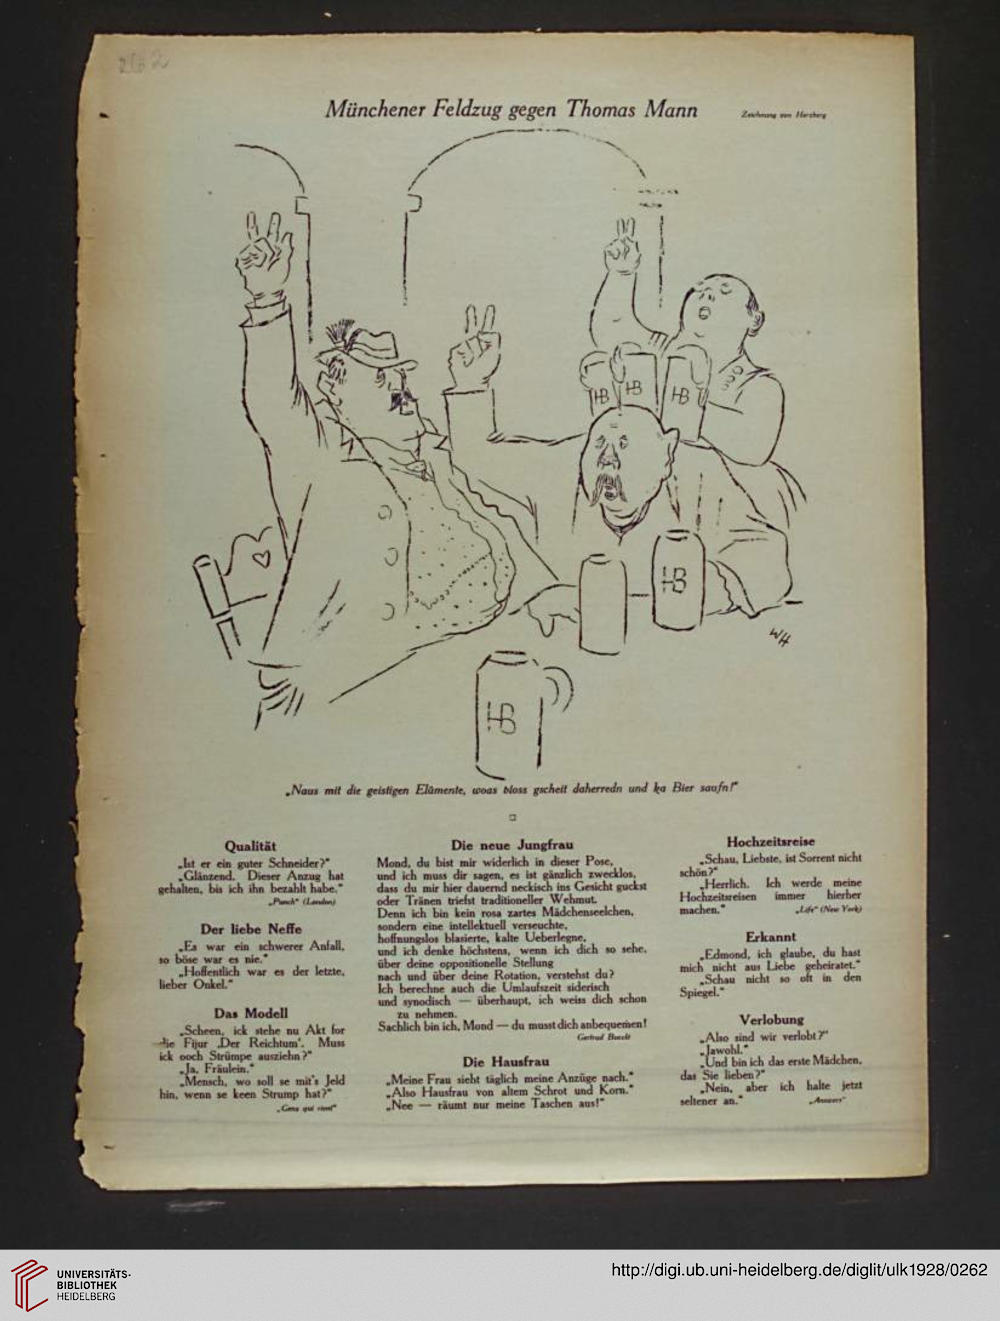 262
Münchener Feldzug gegen Thomas Mann
Zeichnung von Herzberg
HB
HB
HB
HB
HB
WH
„Naus mit die geistigen Elümente, woas bloss gscheit daherredn und ka Bier saufn!“
Qualität
„Ist er ein guter Schneider?“
„Glänzend. Dieser Anzug hat
gehalten, bis ich ihn bezahlt habe.“
„Punch“ (London)
Der liebe Neffe
„Es war ein schwerer Anfall,
so böse war es nie.“
„Hoffentlich war es der letzte,
lieber Onkel.“
Das Modell
„Scheen, ick stehe nu Akt for
die Fijur ‚Der Reichtum‘. Muss
ick ooch Strümpe ausziehn?“
„Ja, Fräulein.“
„Mensch, wo soll se mit's Jeld
hin, wenn se keen Strump hat?“
„Gens qui rient“
Die neue Jungfrau
Mond, du bist mir widerlich in dieser Pose,
und ich muss dir sagen, es ist gänzlich zwecklos,
dass du mir hier dauernd neckisch ins Gesicht guckst
oder Tränen triefst traditioneller Wehmut.
Denn ich bin kein rosa zartes Mädchenseelchen,
sondern eine intellektuell verseuchte,
hoffnungslos blasierte, kalte Ueberlegne,
und ich denke höchstens, wenn ich dich so sehe,
über deine oppositionelle Stellung
nach und über deine Rotation, verstehst du?
Ich berechne auch die Umlaufszeit siderisch
und synodisch — überhaupt, ich weiss dich schon
zu nehmen.
Sachlich bin ich, Mond — du musst dich anbequemen!
Gertrud
Die Hausfrau
„Meine Frau sieht täglich meine Anzüge nach.“
„Also Hausfrau von altem Schrot und Korn.“
„Nee — räumt nur meine Taschen aus!“
Hochzeitsreise
„Schau, Liebste, ist Sorrent nicht
schön?“
„Herrlich. Ich werde meine
Hochzeitsreisen immer hierher
machen.“ „Life“ (New York)
Erkannt
„Edmond, ich glaube, du hast
mich nicht aus Liebe geheiratet.“
„Schau nicht so oft in den
Spiegel.“
Verlobung
„Also sind wir verlobt?“
„Jawohl.“
„Und bin ich das erste Mädchen,
das Sie lieben?“
„Nein, aber ich halte jetzt
seltener an.“ „Answers“
UNIVERSITÄTS-
BIBLIOTHEK
HEIDELBERG
http://digi.ub.uni-heidelberg.de/diglit/ulk1928/0262